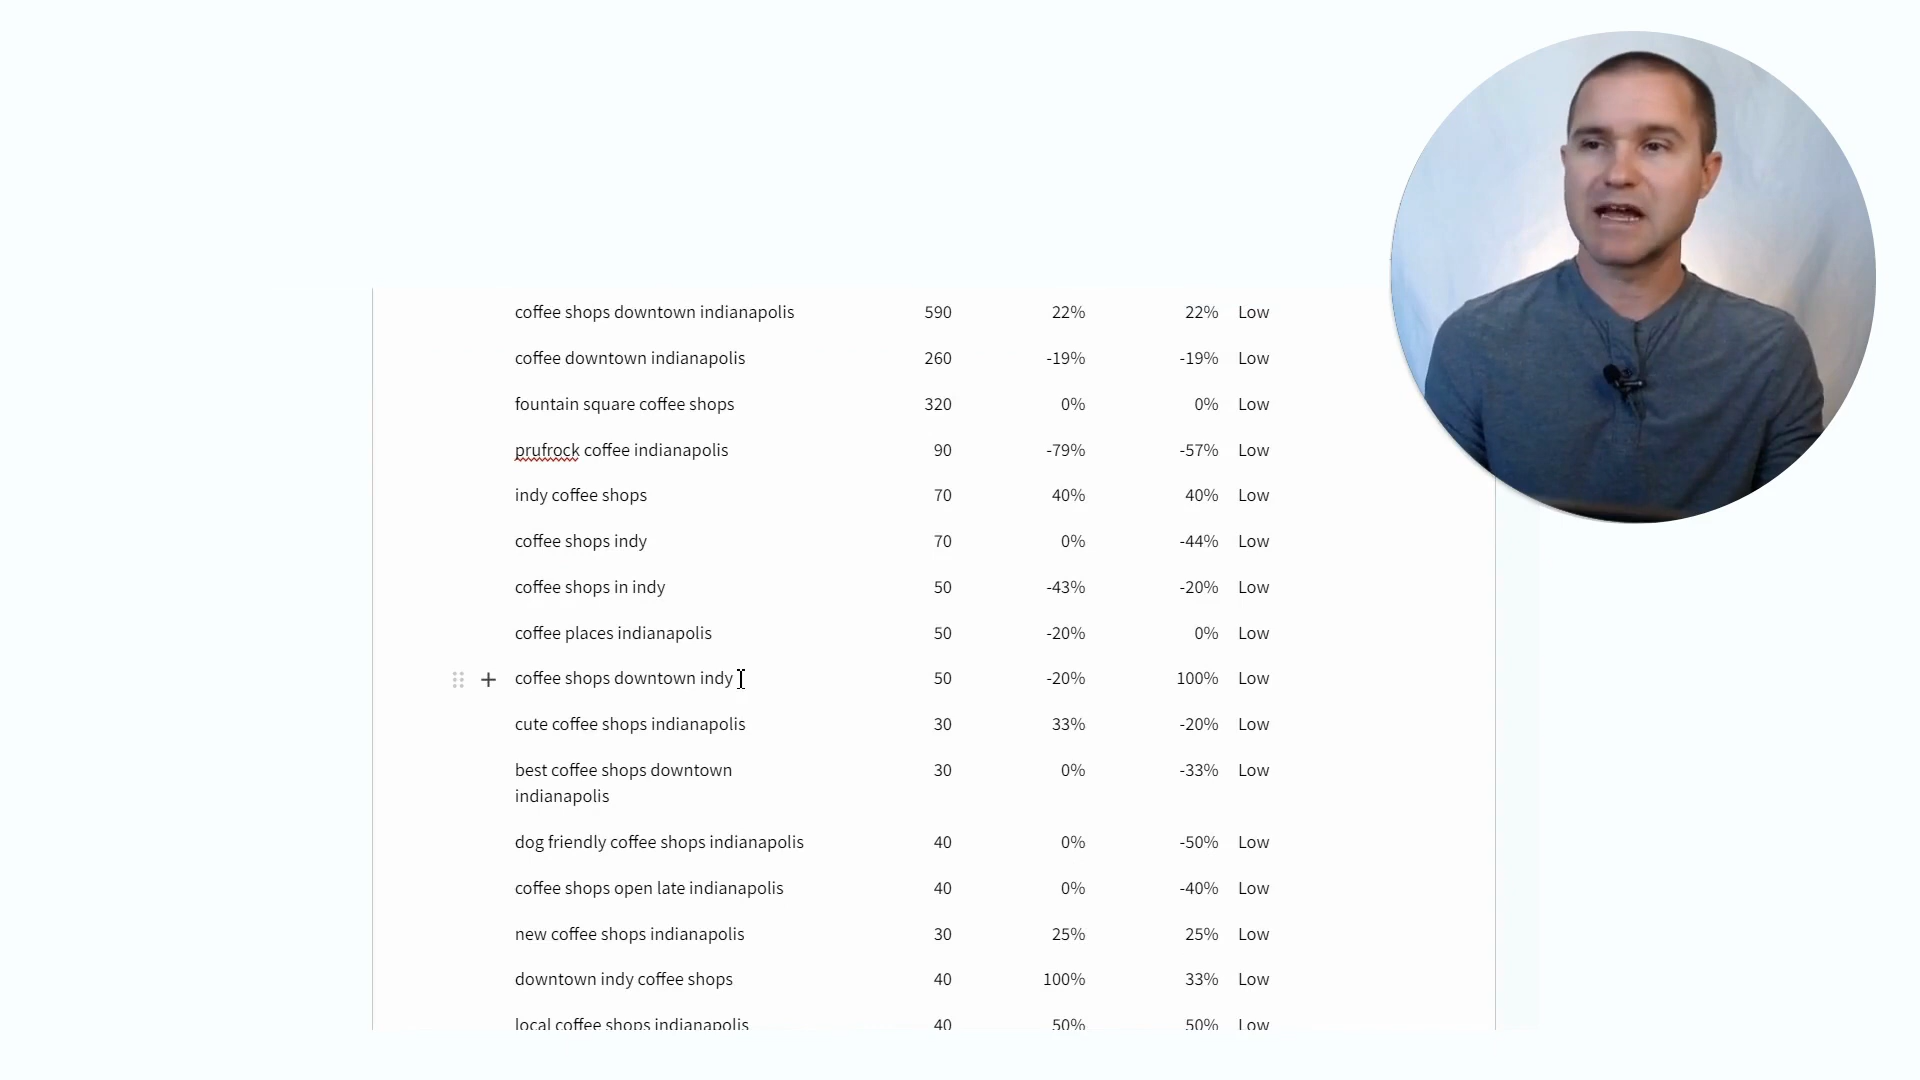 coffee shops downtown indianapolis 590 22% 22% Low
coffee downtown indianapolis 260 -19% -19% Low
fountain square coffee shops 320 0% 0% Low
prufrock coffee indianapolis 90 -79% -57% Low
indy coffee shops 70 40% 40% Low
coffee shops indy 70 0% -44% Low
coffee shops in indy 50 -43% -20% Low
coffee places indianapolis 50 -20% 0% Low
coffee shops downtown indy 50 -20% 100% Low
cute coffee shops indianapolis 30 33% -20% Low
best coffee shops downtown 30 0% -33% Low
indianapolis
dog friendly coffee shops indianapolis 40 0% -50% Low
coffee shops open late indianapolis 40 0% -40% Low
new coffee shops indianapolis 30 25% 25% Low
downtown indy coffee shops 40 100% 33% Low
local coffee shops indianapolis 40 50% 50% Low